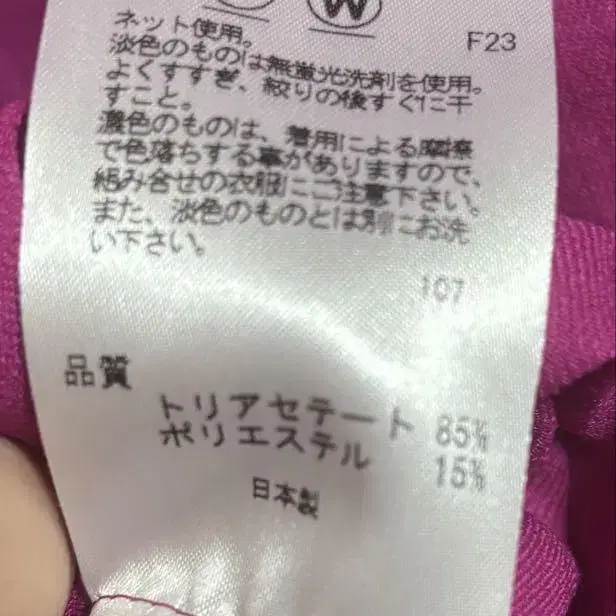 W
F23
ネット使用。
淡色のものは無蛍光洗剤を使用。
よくすすぎ、絞りの後すぐに干
すこと。
濃色のものは、着用による摩擦
で色落ちする事がありますので、
組み合せの衣服にご注意下さい。
また、淡色のものとは別にお洗
い下さい。
107
品質
トリアセテート 85%
ポリエステル 15%
日本製